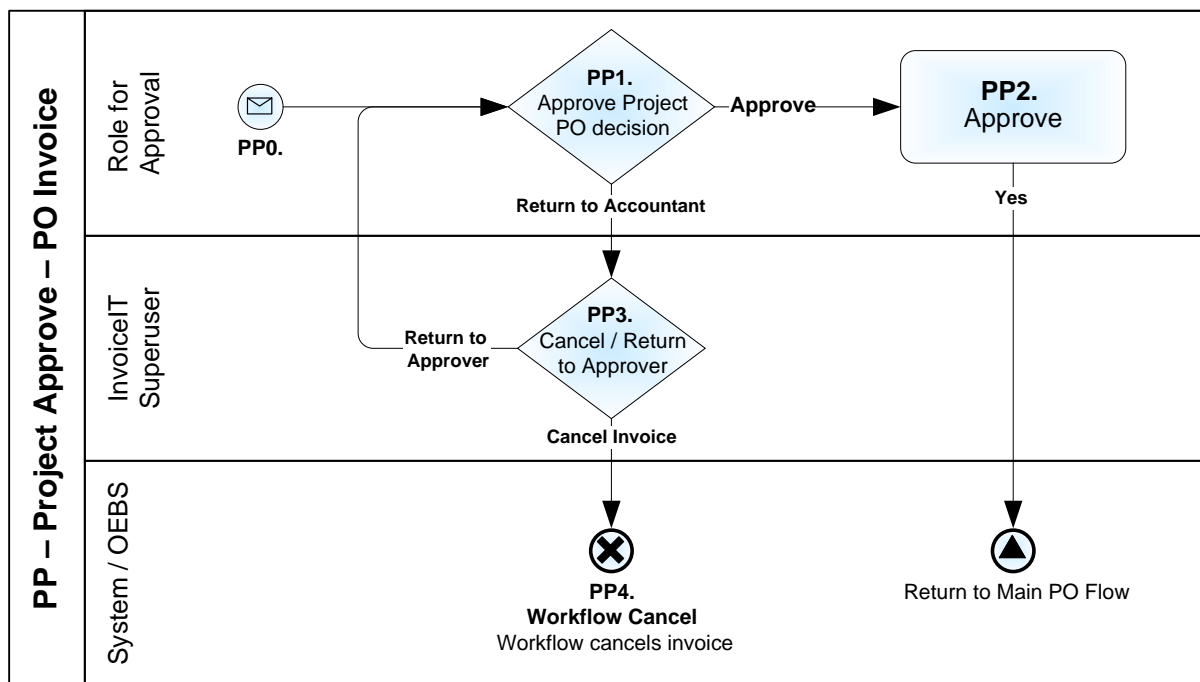 PP – Project Approve – PO Invoice
Role for
Approval
PP0.
PP1.
Approve Project
PO decision
Approve
PP2.
Approve
Return to Accountant
Yes
InvoiceIT
Superuser
PP3.
Cancel / Return
to Approver
Return to
Approver
Cancel Invoice
System / OEBS
PP4.
Workflow Cancel
Workflow cancels invoice
Return to Main PO Flow